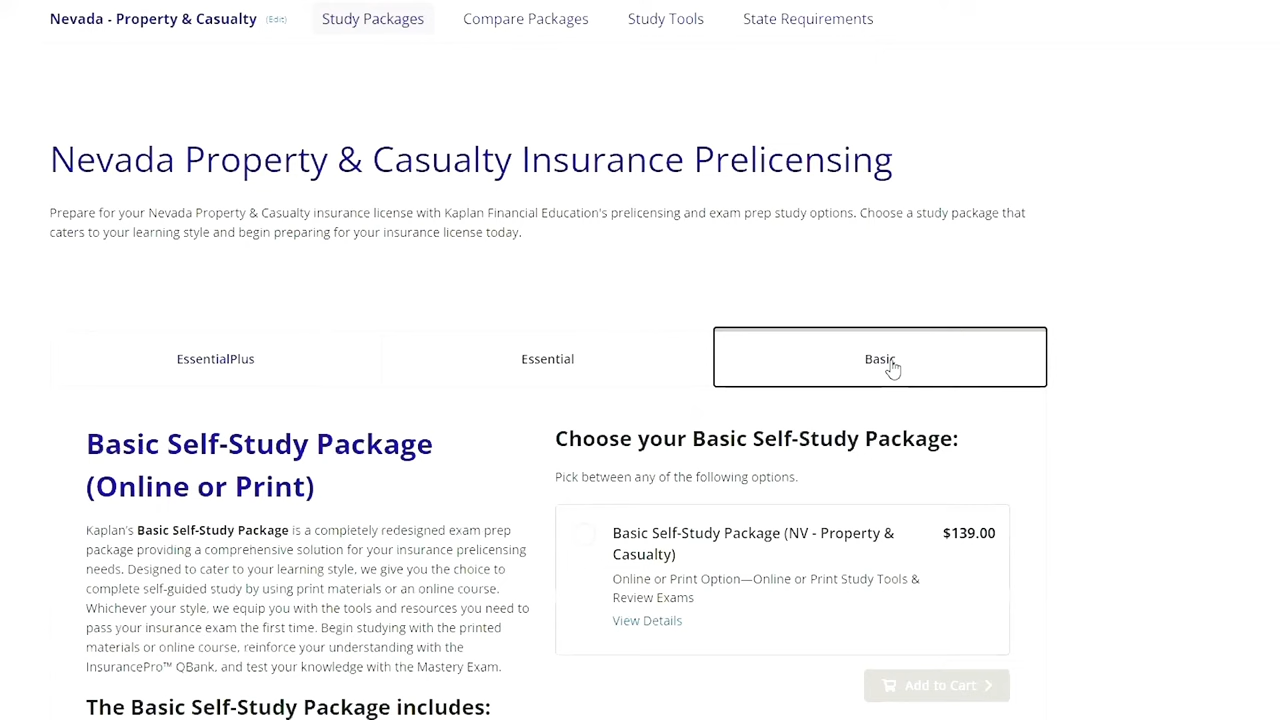 Nevada - Property & Casualty (Edit) Study Packages Compare Packages Study Tools State Requirements
Nevada Property & Casualty Insurance Prelicensing
Prepare for your Nevada Property & Casualty insurance license with Kaplan Financial Education's prelicensing and exam prep study options. Choose a study package that
caters to your learning style and begin preparing for your insurance license today.
EssentialPlus Essential Basic
Basic Self-Study Package
(Online or Print)
Kaplan's Basic Self-Study Package is a completely redesigned exam prep
package providing a comprehensive solution for your insurance prelicensing
needs. Designed to cater to your learning style, we give you the choice to
complete self-guided study by using print materials or an online course.
Whichever your style, we equip you with the tools and resources you need to
pass your insurance exam the first time. Begin studying with the printed
materials or online course, reinforce your understanding with the
InsurancePro™ QBank, and test your knowledge with the Mastery Exam.
The Basic Self-Study Package includes:
Choose your Basic Self-Study Package:
Pick between any of the following options.
Basic Self-Study Package (NV - Property & $139.00
Casualty)
Online or Print Option—Online or Print Study Tools &
Review Exams
View Details
Add to Cart